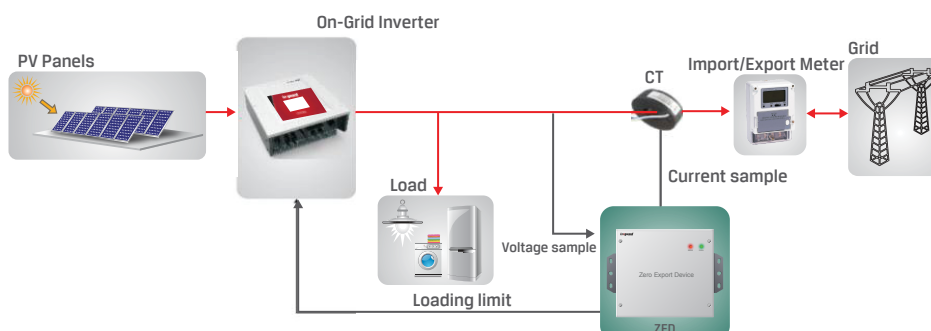 On-Grid Inverter
PV Panels
CT
Import/Export Meter
Grid
Current sample
Load
Voltage sample
Zero Export Device
Loading limit
ZED